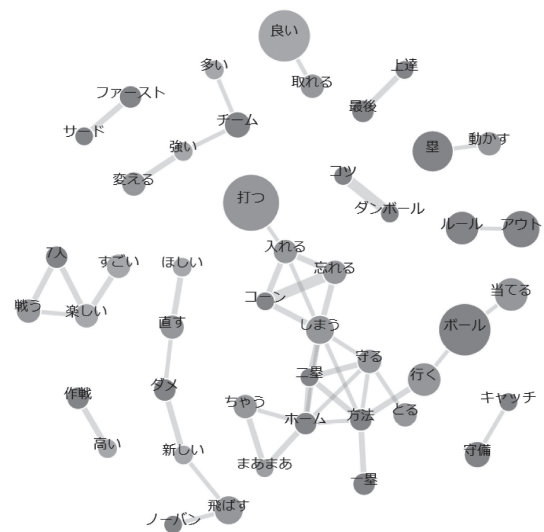 良い
多い
上達
取れる
ファースト
最後
チーム
サード
強い
塁
動かす
変える
コツ
打つ
ダンボール
ルール
アウト
入れる
7人
すごい
ほしい
忘れる
コーン
当てる
戦う
楽しい
直す
しまう
ボール
守る
二塁
行く
作戦
ダメ
ちゃう
キャッチ
ホーム
方法
とる
高い
新しい
守備
まあまあ
一塁
飛ばす
ノーバン